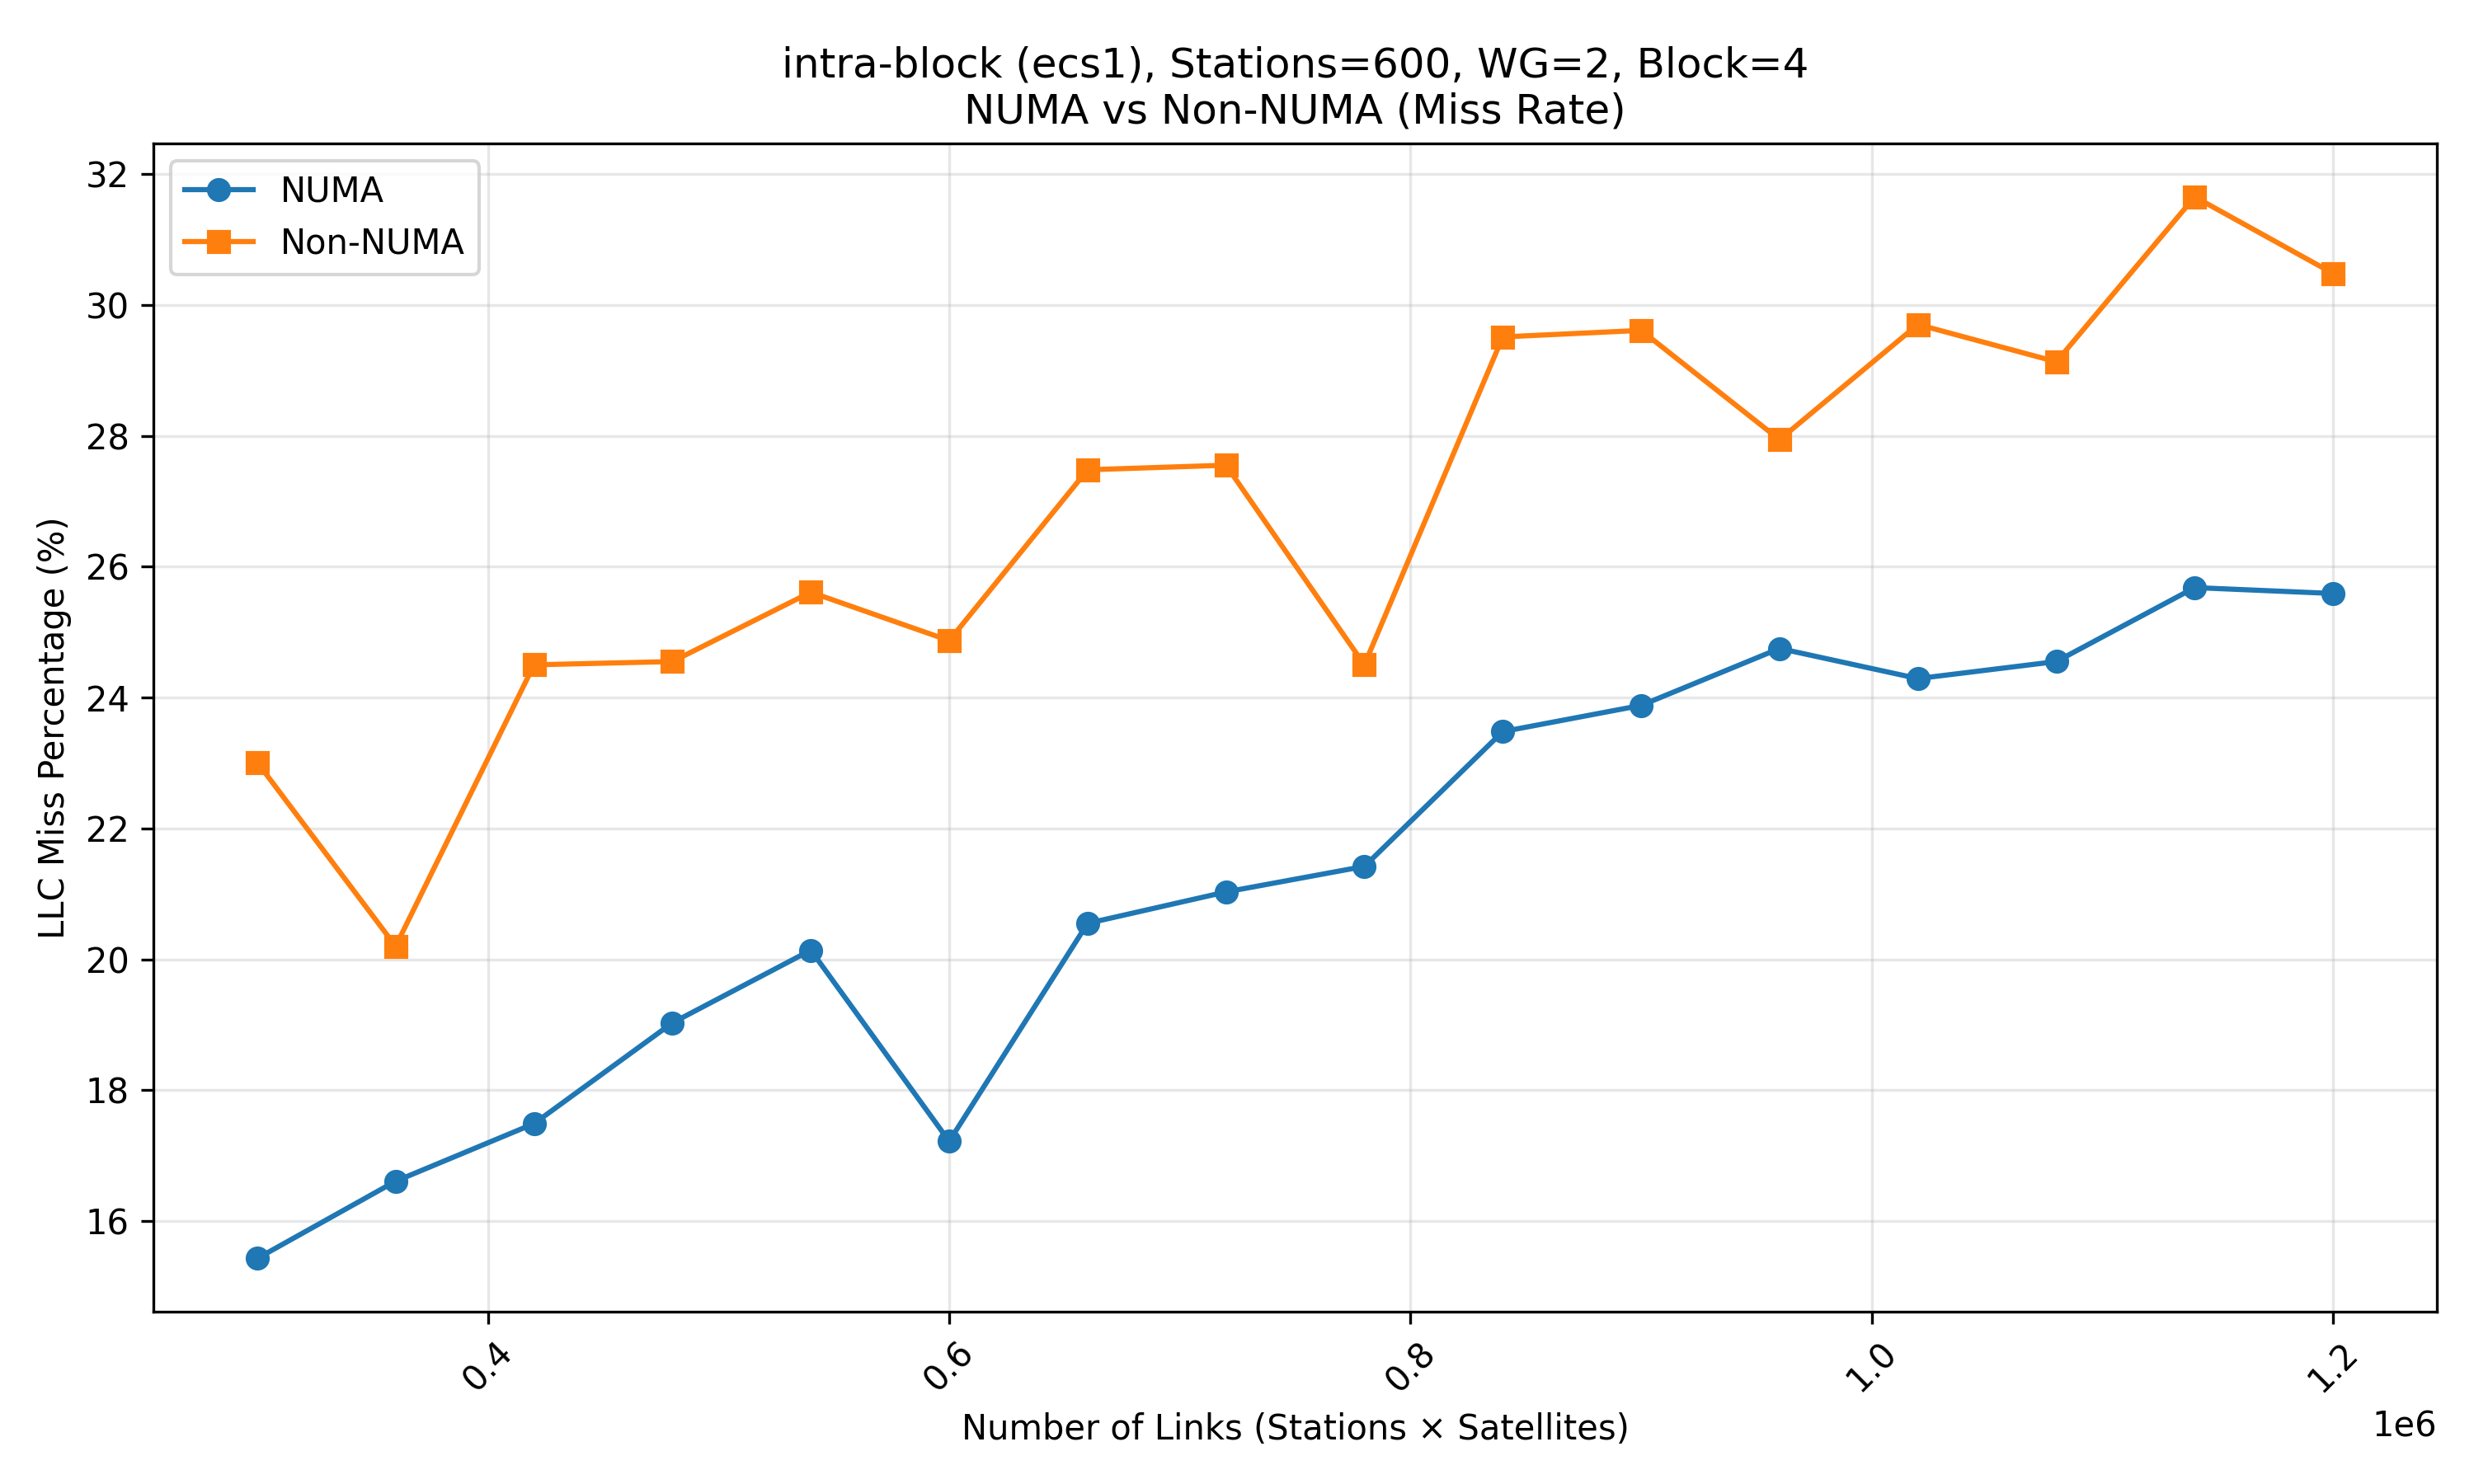 intra-block (ecs1), Stations=600, WG=2, Block=4
NUMA vs Non-NUMA (Miss Rate)
NUMA
Non-NUMA
LLC Miss Percentage (%)
32
30
28
26
24
22
20
18
16
0.4
0.6
0.8
1.0
1.2
1e6
Number of Links (Stations × Satellites)